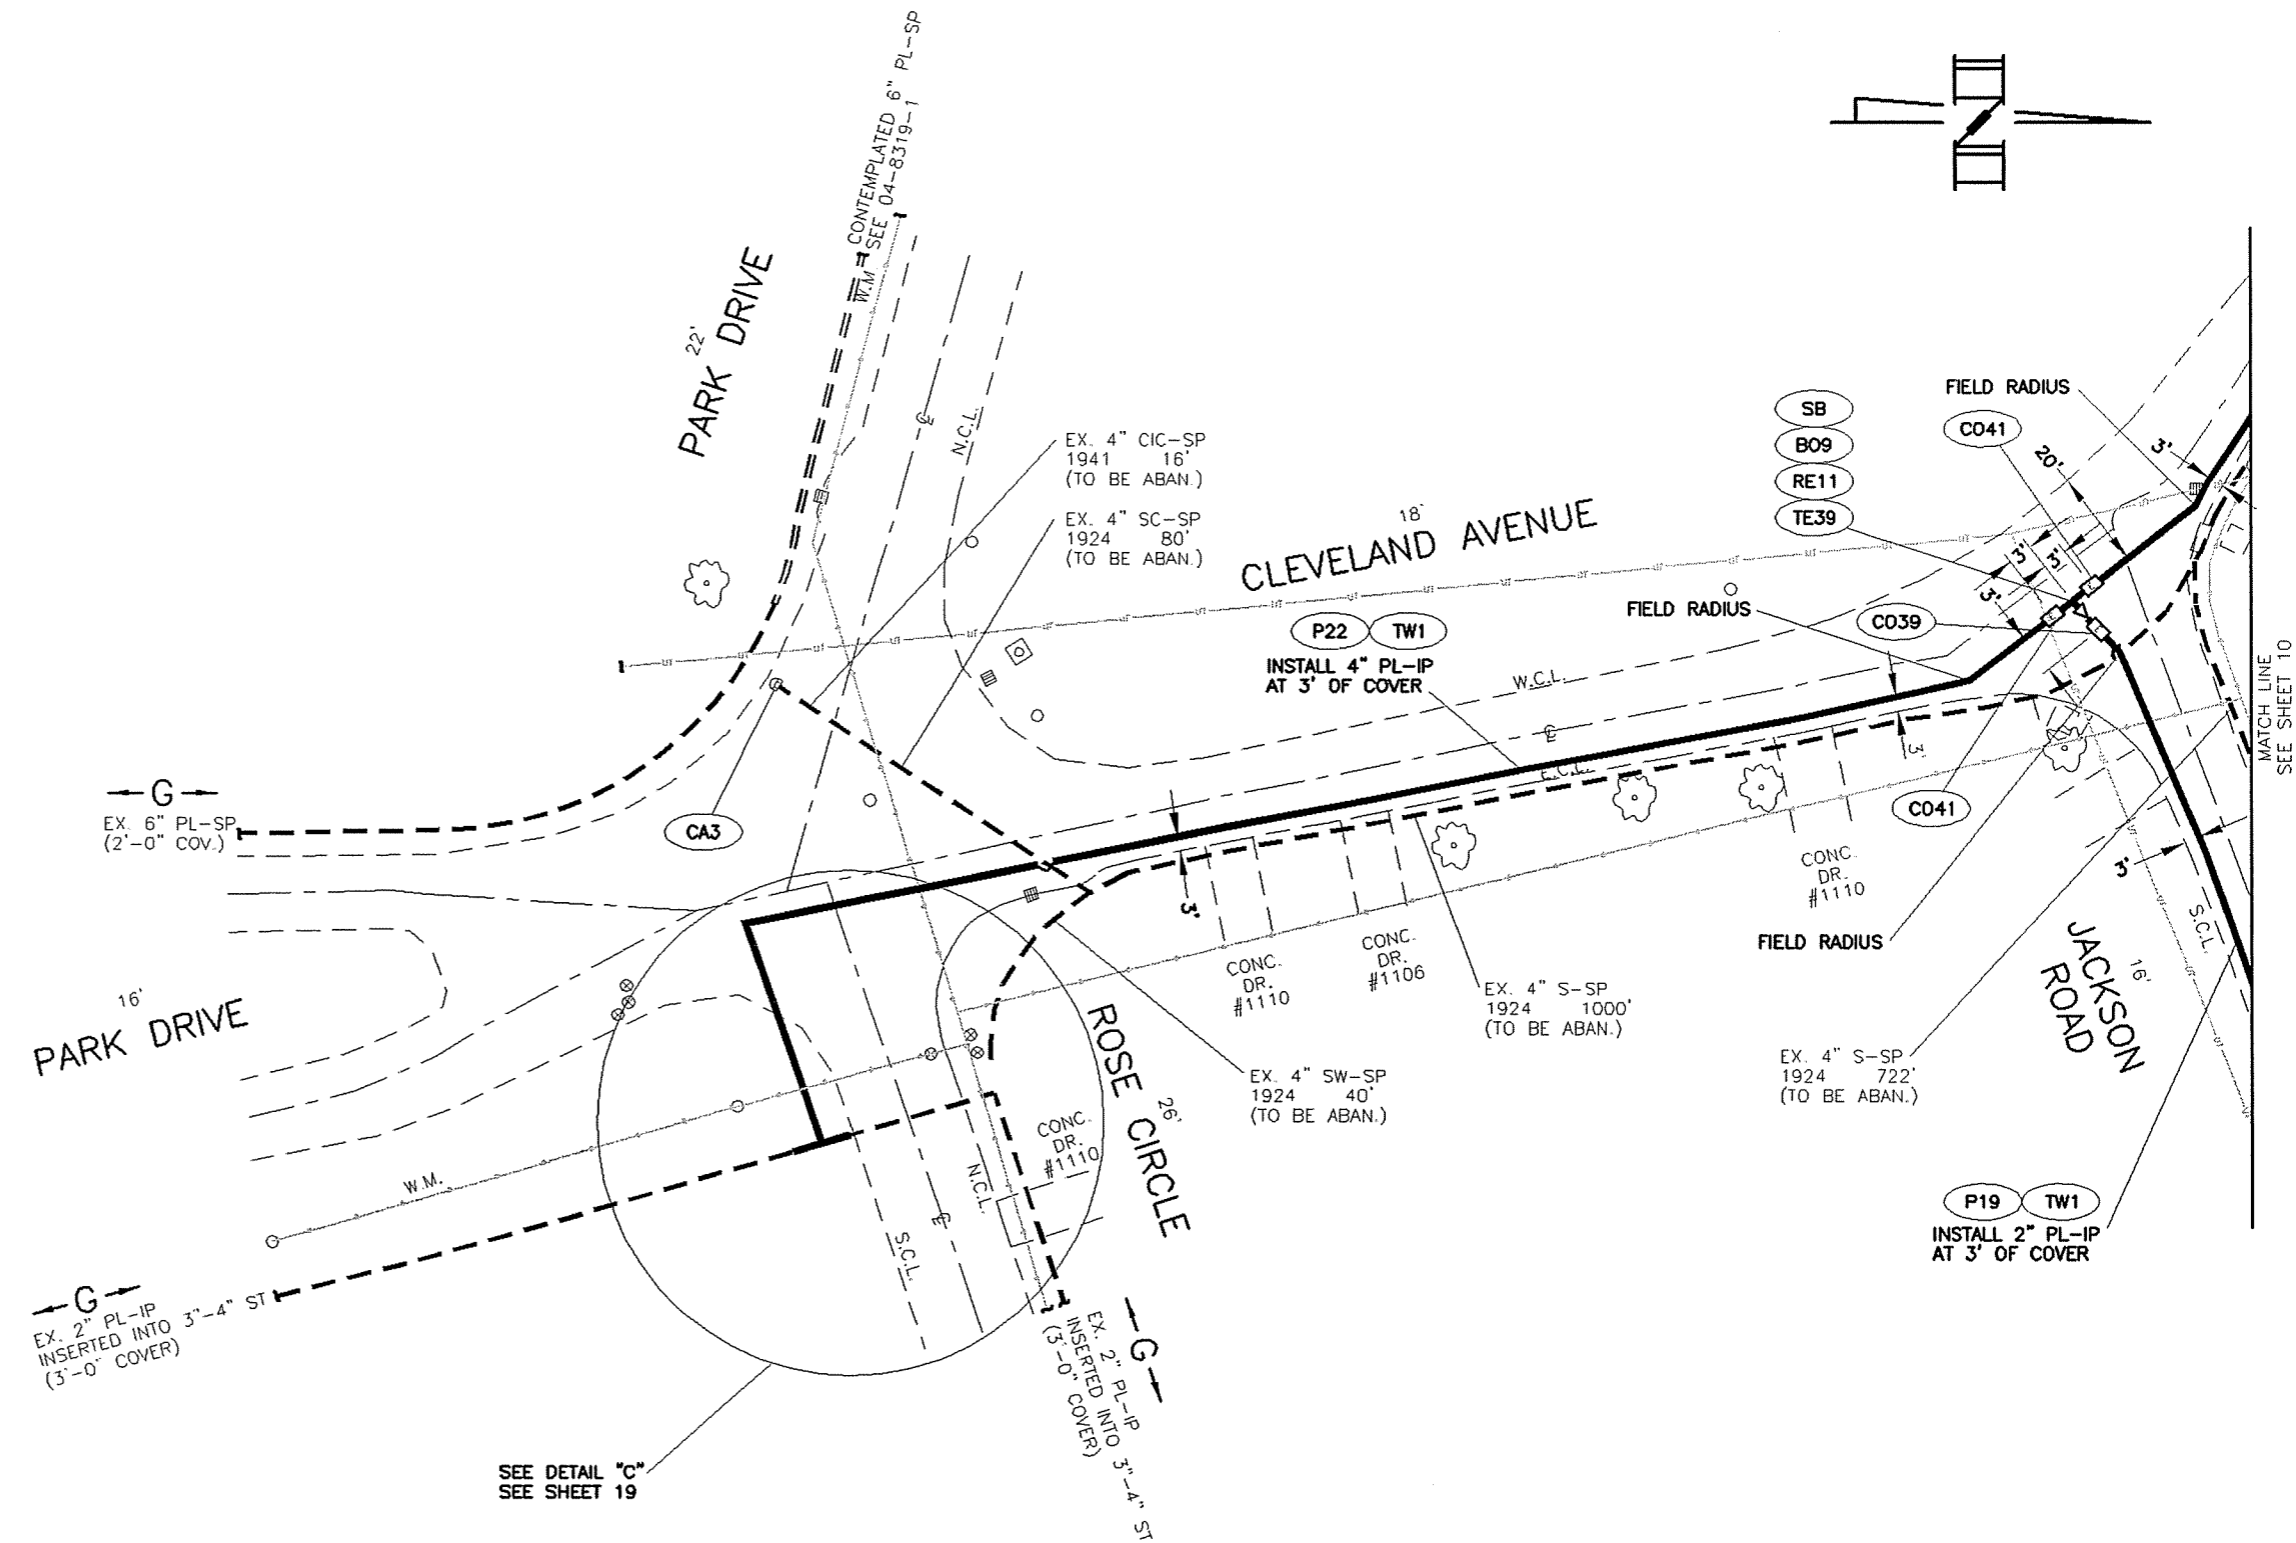 CONTEMPLATED 6" PL-SP
SEE 04-8319-1
W.M.
PARK DRIVE
22'
℄
N.C.L.
EX. 4" CIC-SP
1941 16'
(TO BE ABAN.)
EX. 4" SC-SP
1924 80'
(TO BE ABAN.)
18'
CLEVELAND AVENUE
P22
TW1
INSTALL 4" PL-IP
AT 3' OF COVER
FIELD RADIUS
W.C.L.
℄
E.C.L.
SB
B09
RE11
TE39
FIELD RADIUS
CO41
20'
3'
3'
3'
3'
CO39
CO41
3'
3'
FIELD RADIUS
MATCH LINE
SEE SHEET 10
G
EX. 6" PL-SP
(2'-0" COV.)
CA3
3'
CONC.
DR.
#1110
CONC.
DR.
#1106
CONC.
DR.
#1110
EX. 4" S-SP
1924 1000'
(TO BE ABAN.)
EX. 4" SW-SP
1924 40'
(TO BE ABAN.)
EX. 4" S-SP
1924 722'
(TO BE ABAN.)
JACKSON
ROAD
16'
S.C.L.
P19
TW1
INSTALL 2" PL-IP
AT 3' OF COVER
16'
PARK DRIVE
W.M.
ROSE CIRCLE
26'
CONC.
DR.
#1110
N.C.L.
℄
S.C.L.
G
EX. 2" PL-IP
INSERTED INTO 3"-4" ST
(3'-0" COVER)
G
EX. 2" PL-IP
INSERTED INTO 3"-4" ST
(3'-0" COVER)
SEE DETAIL "C"
SEE SHEET 19